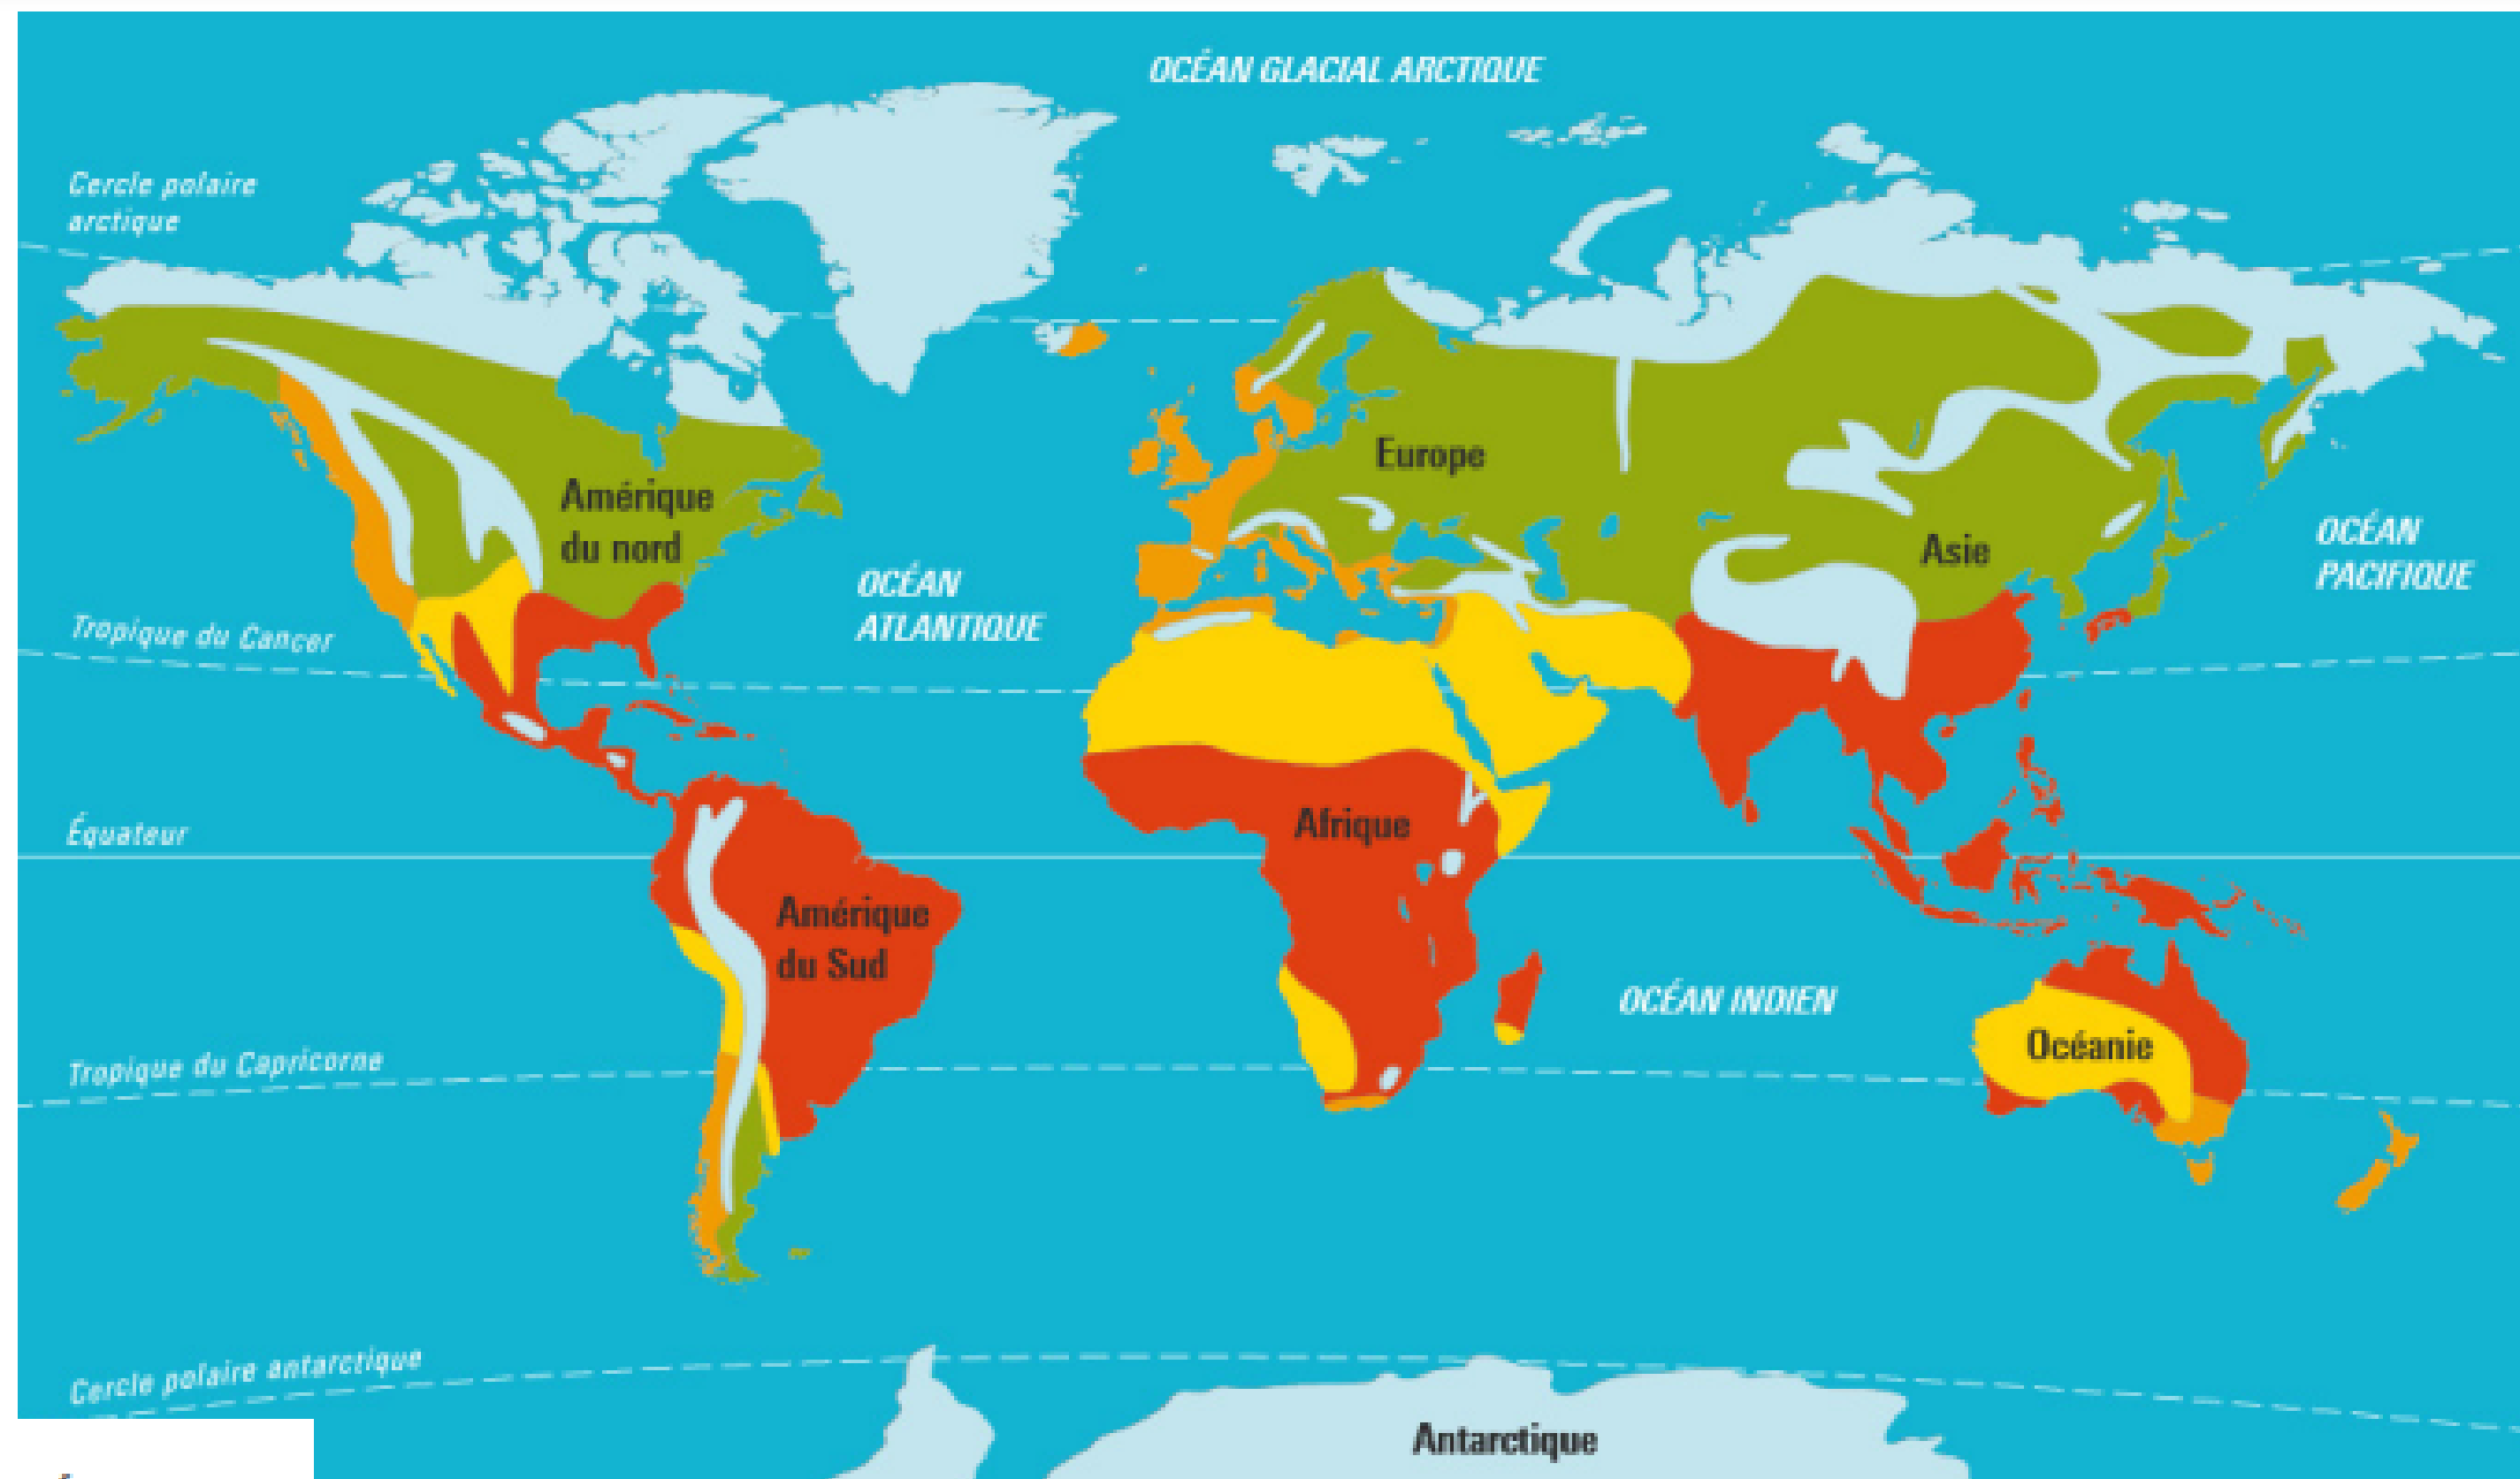 OCÉAN GLACIAL ARCTIQUE
Cercle polaire
arctique
Europe
Amérique
du nord
Asie
OCÉAN
PACIFIQUE
OCÉAN
ATLANTIQUE
Tropique du Cancer
Équateur
Afrique
Amérique
du Sud
OCÉAN INDIEN
Océanie
Tropique du Capricorne
Cercle polaire antarctique
Antarctique